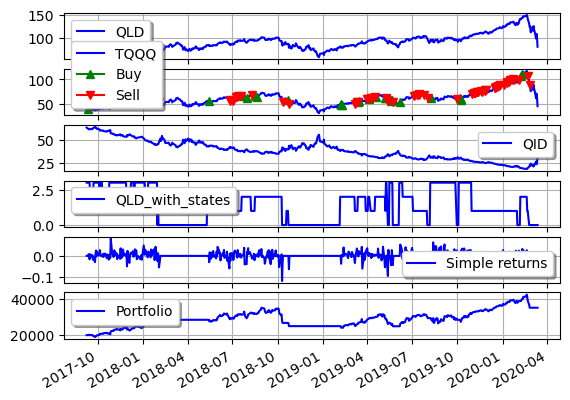 150
100
QLD
TQQQ
Buy
Sell
100
50
50
25
QID
2.5
0.0
QLD_with_states
0.0
−0.1
Simple returns
40000
20000
Portfolio
2017-10
2018-01
2018-04
2018-07
2018-10
2019-01
2019-04
2019-07
2019-10
2020-01
2020-04